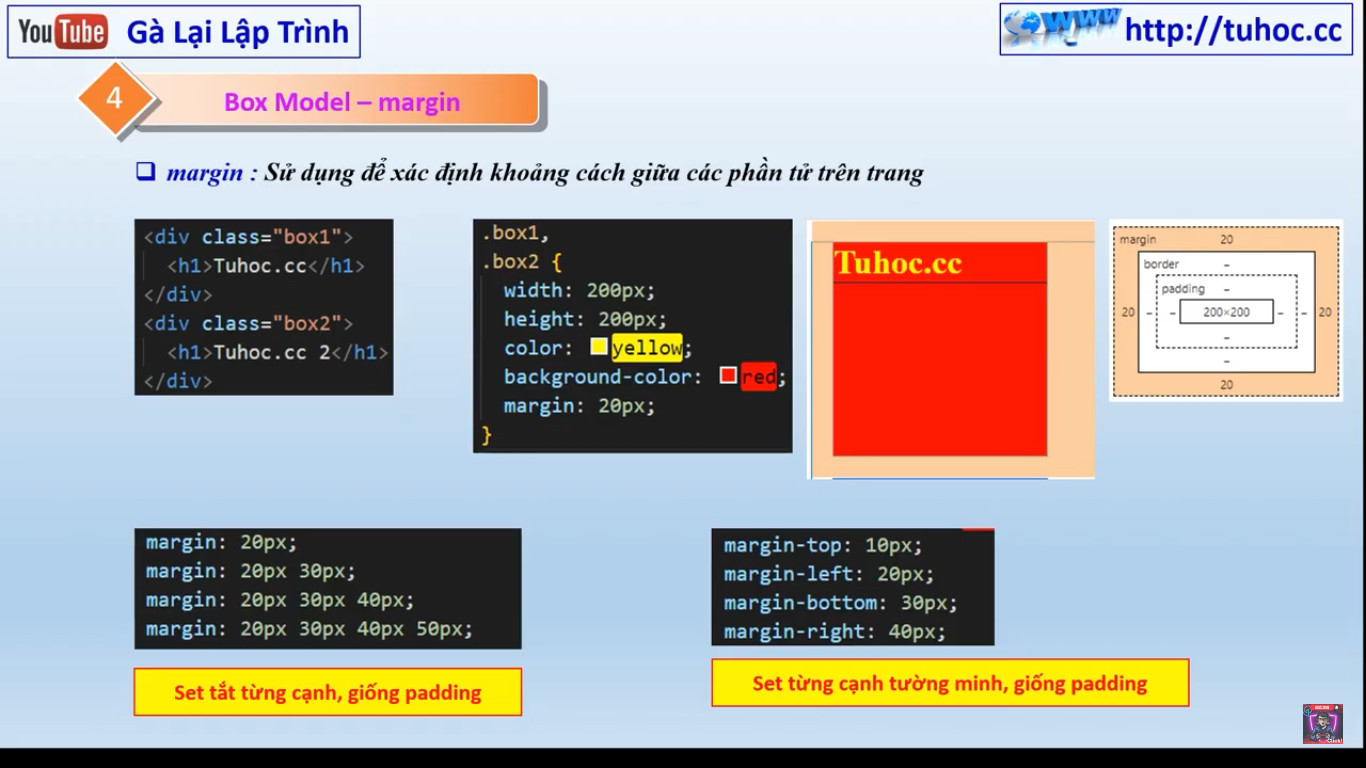 YouTube Gà Lại Lập Trình
www http://tuhoc.cc
4 Box Model – margin
margin : Sử dụng để xác định khoảng cách giữa các phần tử trên trang
<div class="box1">
<h1>Tuhoc.cc</h1>
</div>
<div class="box2">
<h1>Tuhoc.cc 2</h1>
</div>
.box1,
.box2 {
width: 200px;
height: 200px;
color: yellow;
background-color: red;
margin: 20px;
}
Tuhoc.cc
margin 20
border –
padding –
20 – – 200×200 – – 20
–
–
20
margin: 20px;
margin: 20px 30px;
margin: 20px 30px 40px;
margin: 20px 30px 40px 50px;
Set tắt từng cạnh, giống padding
margin-top: 10px;
margin-left: 20px;
margin-bottom: 30px;
margin-right: 40px;
Set từng cạnh tường minh, giống padding